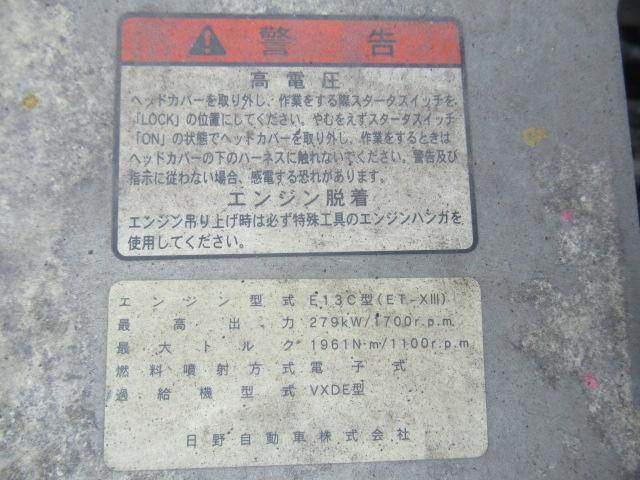 警告
高電圧
ヘッドカバーを取り外し、作業をする際スタータスイッチを、
「LOCK」の位置にしてください。やむをえずスタータスイッチ
「ON」の状態でヘッドカバーを取り外し、作業をするときは
ヘッドカバーの下のハーネスに触れないでください。警告及び
指示に従わない場合、感電する恐れがあります。
エンジン脱着
エンジン吊り上げ時は必ず特殊工具のエンジンハンガを
使用してください。
エンジン型式 E13C型(ET-XIII)
最高出力 279kW/1700r.p.m
最大トルク 1961N·m/1100r.p.m
燃料噴射方式 電子式
過給機型式 VXDE型
日野自動車株式会社